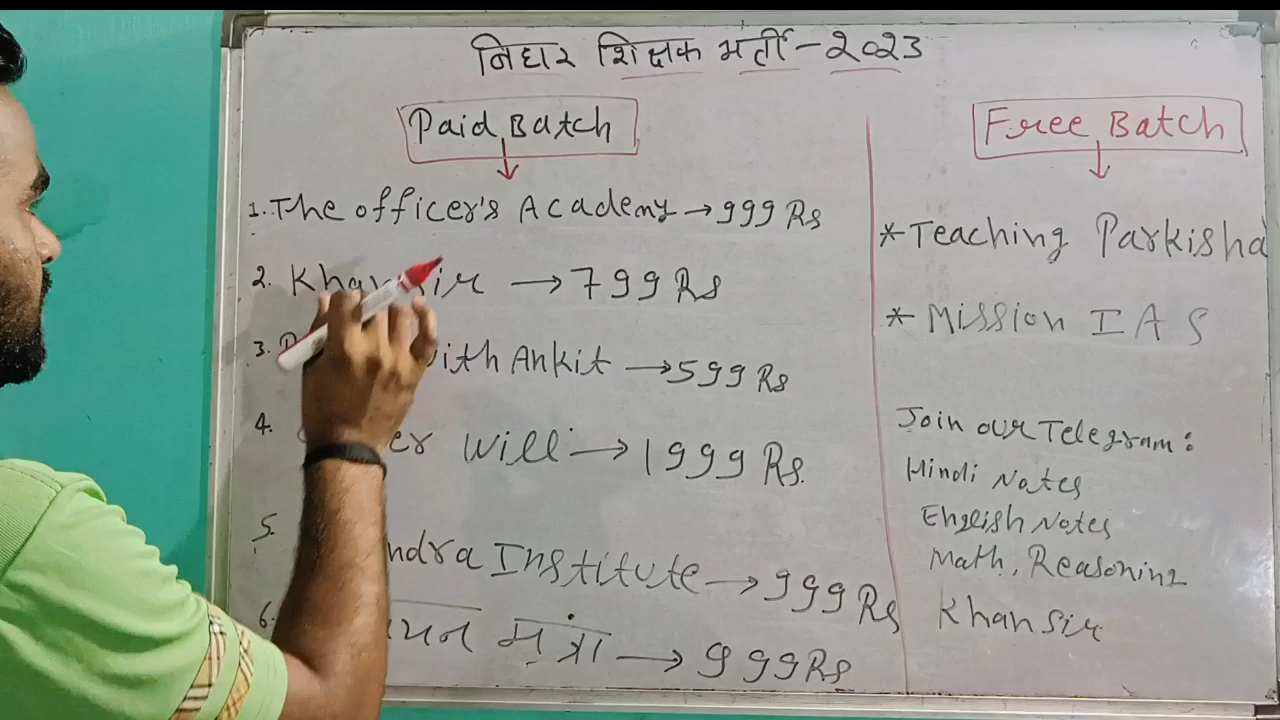 बिहार शिक्षक भर्ती-2023
Paid Batch
1. The officer's Academy → 999 Rs
2. Khan Sir → 799 Rs
3. with Ankit → 599 Rs
4. Will → 1999 Rs.
5. Institute → 999 Rs
6. मंत्रा → 999 Rs
Free Batch
* Teaching Parkisha
* Mission IAS
Join our Telegram:
Hindi Notes
English Notes
Math, Reasoning
Khan Sir